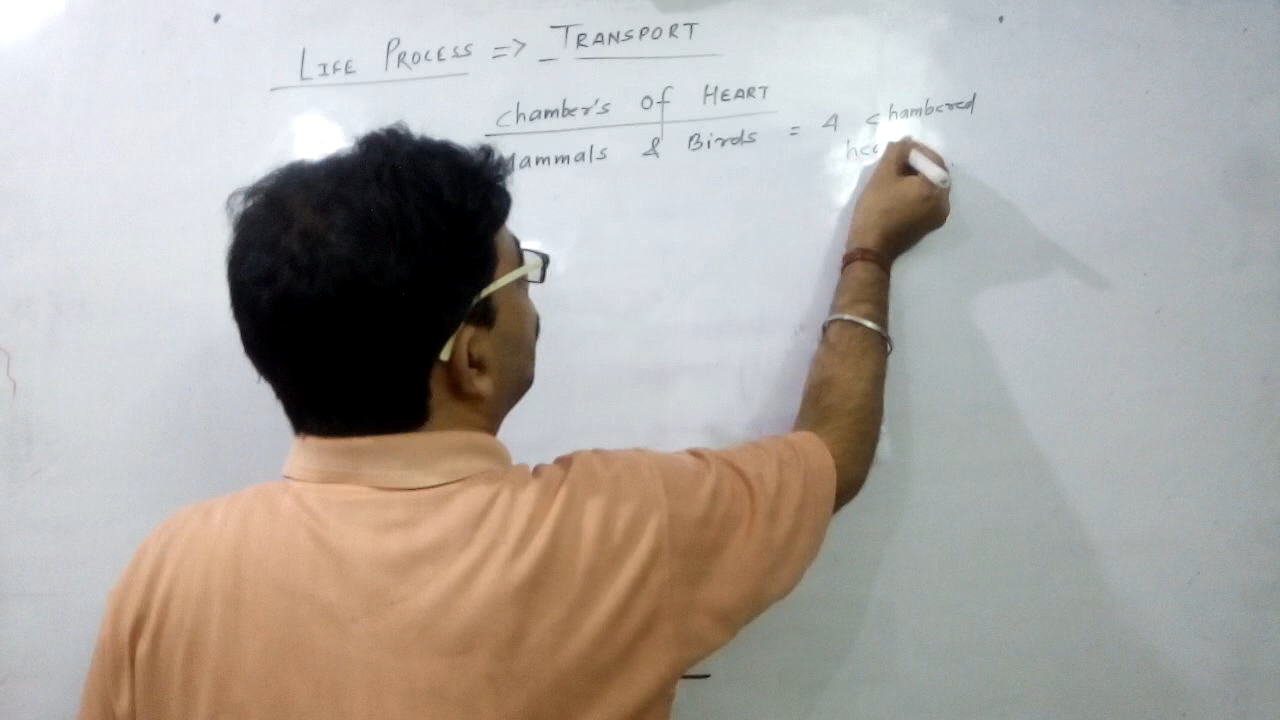 LIFE PROCESS => TRANSPORT
Chamber's of HEART
Mammals & Birds = 4 chambered